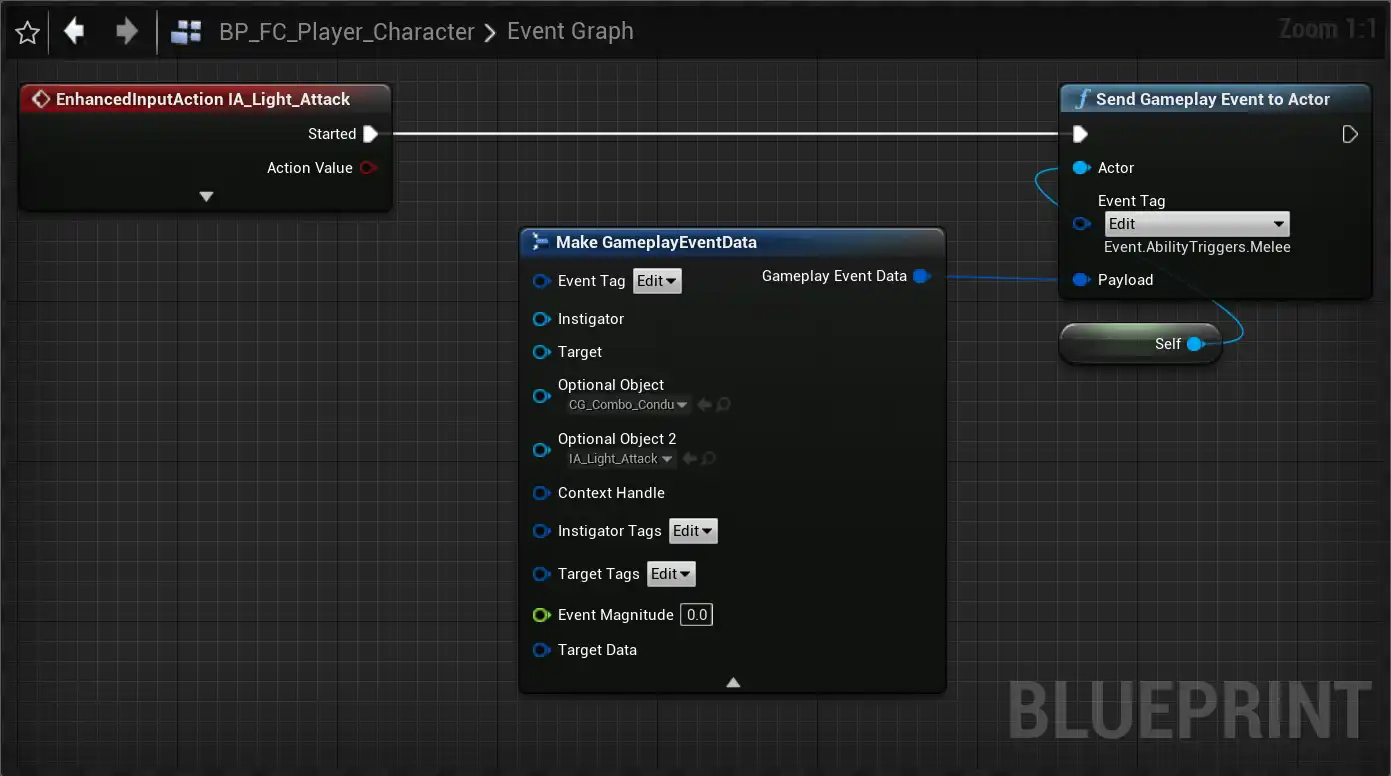 BP_FC_Player_Character > Event Graph
Zoom 1:1
EnhancedInputAction IA_Light_Attack
Started
Action Value
Send Gameplay Event to Actor
Actor
Event Tag
Edit
Event.AbilityTriggers.Melee
Payload
Self
Make GameplayEventData
Event Tag Edit
Gameplay Event Data
Instigator
Target
Optional Object
CG_Combo_Condu
Optional Object 2
IA_Light_Attack
Context Handle
Instigator Tags Edit
Target Tags Edit
Event Magnitude 0.0
Target Data
BLUEPRINT